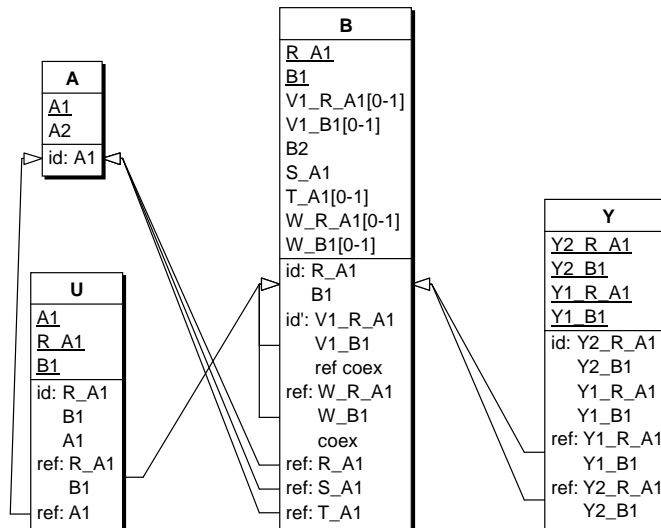 A
A1
A2
id: A1
U
A1
R_A1
B1
id: R_A1
B1
A1
ref: R_A1
B1
ref: A1
B
R_A1
B1
V1_R_A1[0-1]
V1_B1[0-1]
B2
S_A1
T_A1[0-1]
W_R_A1[0-1]
W_B1[0-1]
id: R_A1
B1
id': V1_R_A1
V1_B1
ref coex
ref: W_R_A1
W_B1
coex
ref: R_A1
ref: S_A1
ref: T_A1
Y
Y2_R_A1
Y2_B1
Y1_R_A1
Y1_B1
id: Y2_R_A1
Y2_B1
Y1_R_A1
Y1_B1
ref: Y1_R_A1
Y1_B1
ref: Y2_R_A1
Y2_B1